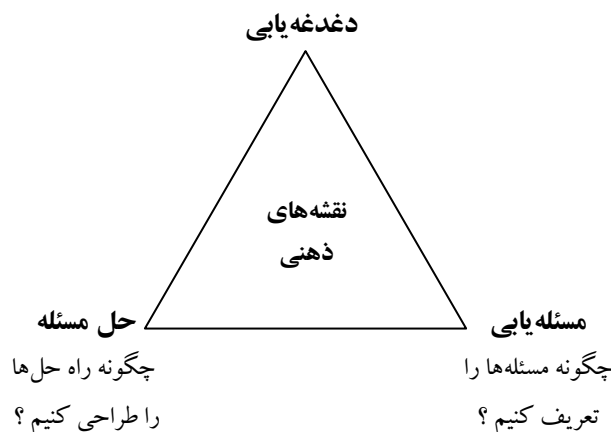 دغدغه‌یابی
نقشه‌های
ذهنی
مسئله‌یابی
چگونه مسئله‌ها را
تعریف کنیم ؟
حل مسئله
چگونه راه حل‌ها
را طراحی کنیم ؟